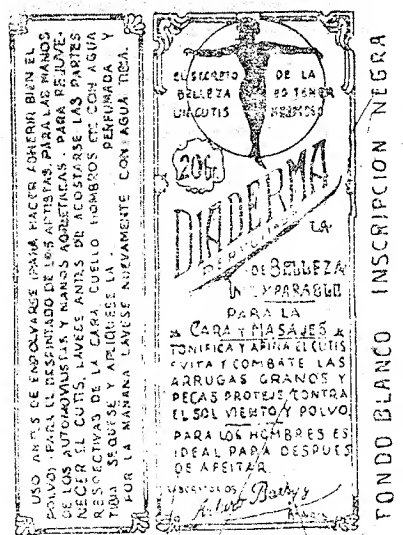 USO ANTES DE EMPOLVARSE (PARA HACER ADHERIR BIEN EL
POLVO) (PARA EL DESPINTADO DE LOS ARTISTAS, PARA LAS MANOS
DE LOS AUTOMOVILISTAS Y MANOS AGRIETADAS. PARA REJUVE-
NECER EL CUTIS, LAVESE ANTES DE ACOSTARSE LAS PARTES
RESPECTIVAS DE LA CARA CUELLO HOMBROS ETC CON AGUA
TIBIA PERFUMADA Y
SEQUESE Y APLIQUESE LA.
POR LA MAÑANA LAVESE NUEVAMENTE CON AGUA TIBIA.
EL SECRETO DE LA
BELLEZA ES TENER
UN CUTIS HERMOSO
20G.
DIADERMA
LA
DE BELLEZA
INCOMPARABLE
PARA LA
CARA Y MASAJES
TONIFICA Y AFINA EL CUTIS
EVITA Y COMBATE LAS
ARRUGAS GRANOS Y
PECAS PROTEJE CONTRA
EL SOL VIENTO Y POLVO
PARA LOS HOMBRES ES
IDEAL PARA DESPUES
DE AFEITAR
LABORATORIOS
Arturo
FONDO BLANCO INSCRIPCION NEGRA